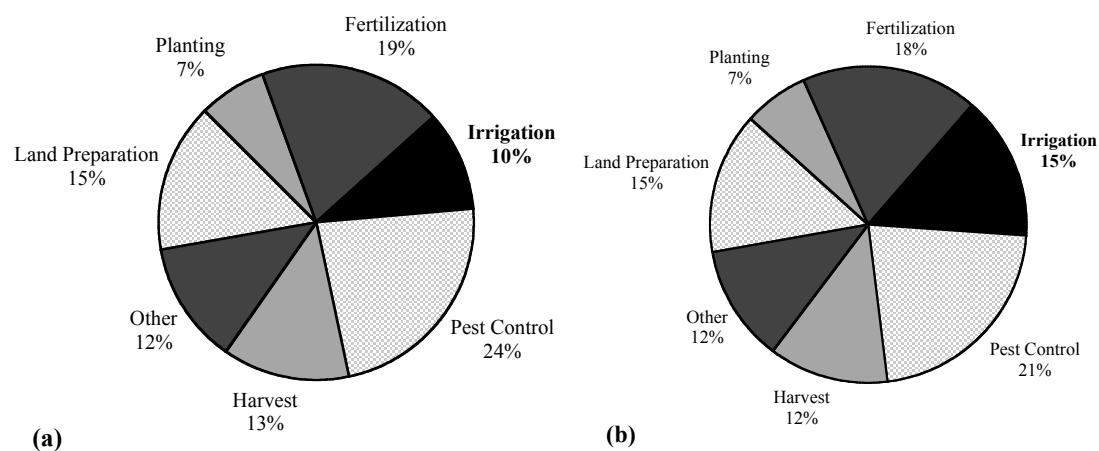 Fertilization
19%
Planting
7%
Irrigation
10%
Land Preparation
15%
Other
12%
Pest Control
24%
Harvest
13%
(a)
Fertilization
18%
Planting
7%
Irrigation
15%
Land Preparation
15%
Other
12%
Pest Control
21%
Harvest
12%
(b)